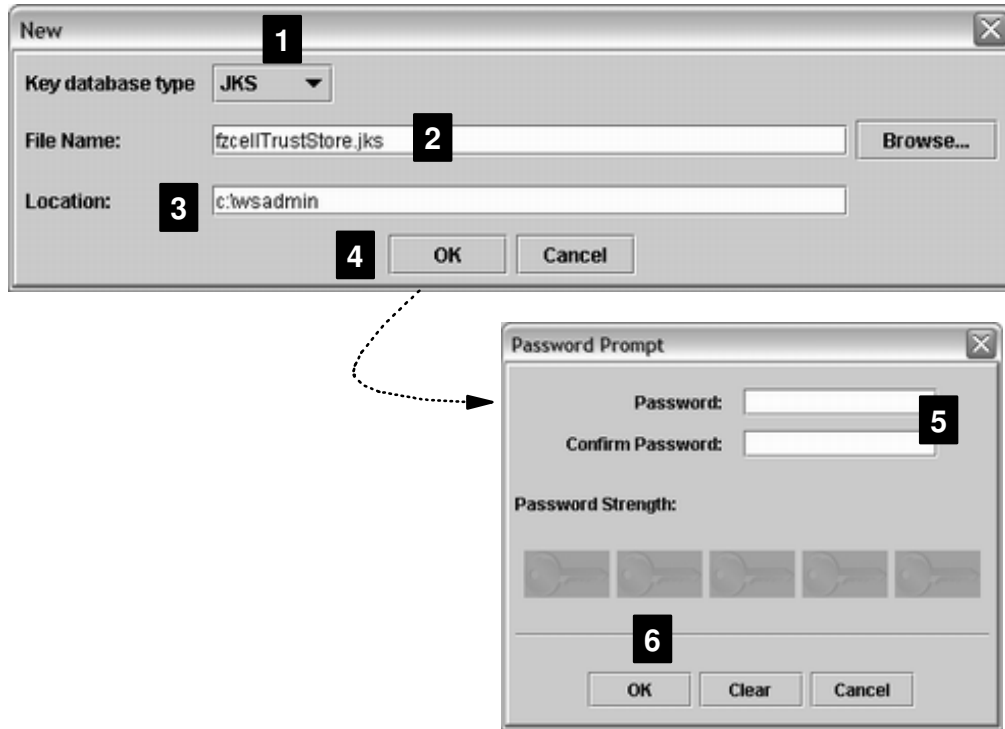 New
1
Key database type JKS
File Name: fzcellTrustStore.jks 2 Browse...
Location: 3 c:\wsadmin
4 OK Cancel
Password Prompt
Password:
5
Confirm Password:
Password Strength:
6
OK Clear Cancel